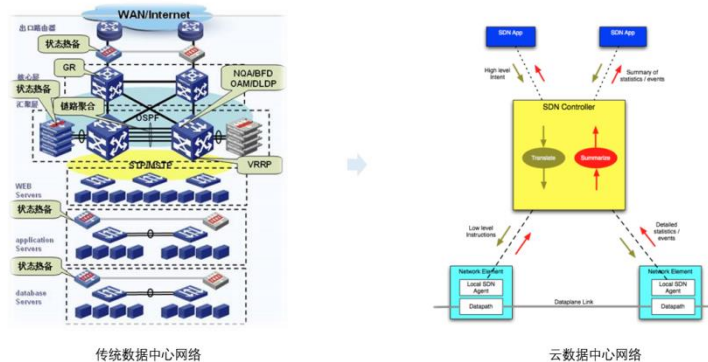 WAN/Internet
出口路由器
状态热备
GR
NQA/BFD
OAM/DLDP
核心层
状态热备
链路聚合
汇聚层
OSPF
STP/MSTP
VRRP
WEB
Servers
状态热备
application
Servers
状态热备
database
Servers
传统数据中心网络
SDN App
SDN App
High level
Intent
Summary of
statistics / events
SDN Controller
Translate
Summarize
Low level
Instructions
Detailed
statistics /
events
Network Element
Local SDN
Agent
Datapath
Dataplane Link
Network Element
Local SDN
Agent
Datapath
云数据中心网络